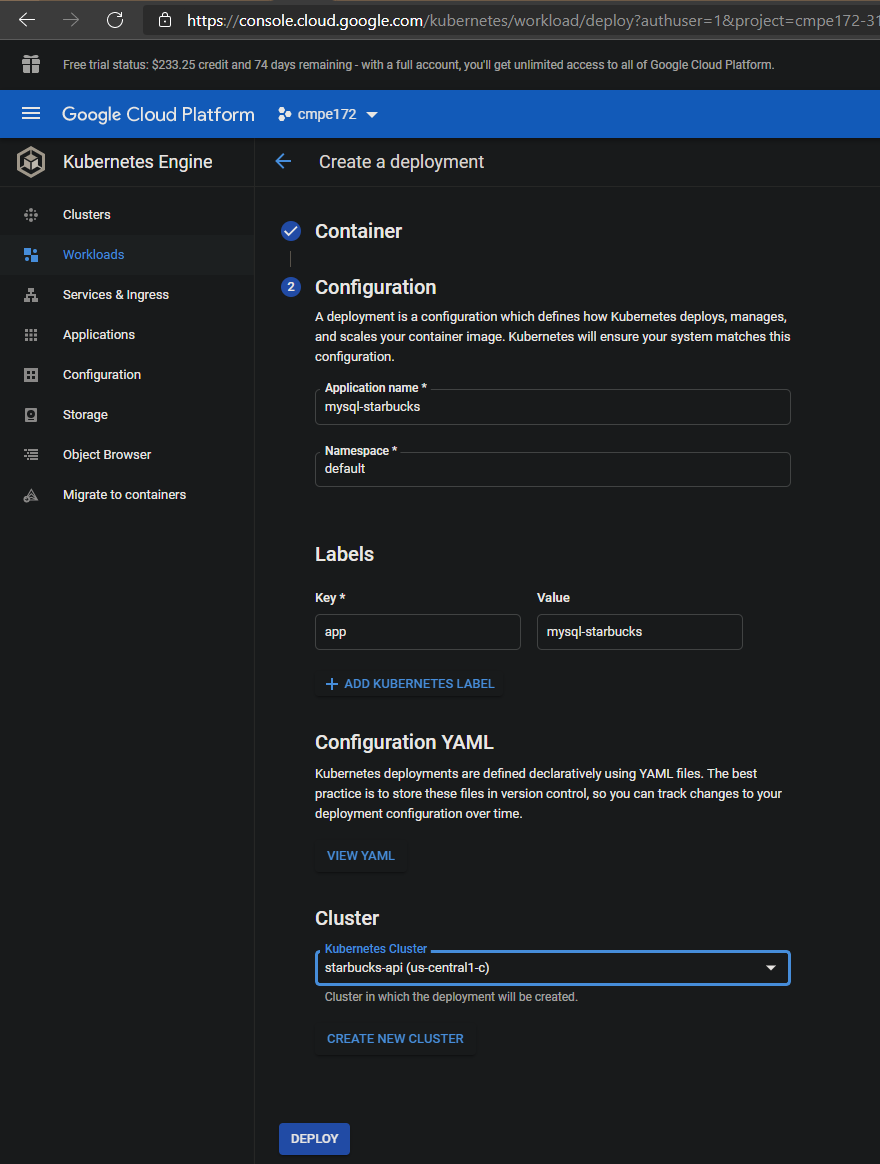 https://console.cloud.google.com/kubernetes/workload/deploy?authuser=1&project=cmpe172-31
Free trial status: $233.25 credit and 74 days remaining - with a full account, you'll get unlimited access to all of Google Cloud Platform.
Google Cloud Platform cmpe172
Kubernetes Engine
Create a deployment
Clusters
Workloads
Services & Ingress
Applications
Configuration
Storage
Object Browser
Migrate to containers
Container
2 Configuration
A deployment is a configuration which defines how Kubernetes deploys, manages,
and scales your container image. Kubernetes will ensure your system matches this
configuration.
Application name *
mysql-starbucks
Namespace *
default
Labels
Key * Value
app mysql-starbucks
+ ADD KUBERNETES LABEL
Configuration YAML
Kubernetes deployments are defined declaratively using YAML files. The best
practice is to store these files in version control, so you can track changes to your
deployment configuration over time.
VIEW YAML
Cluster
Kubernetes Cluster
starbucks-api (us-central1-c)
Cluster in which the deployment will be created.
CREATE NEW CLUSTER
DEPLOY